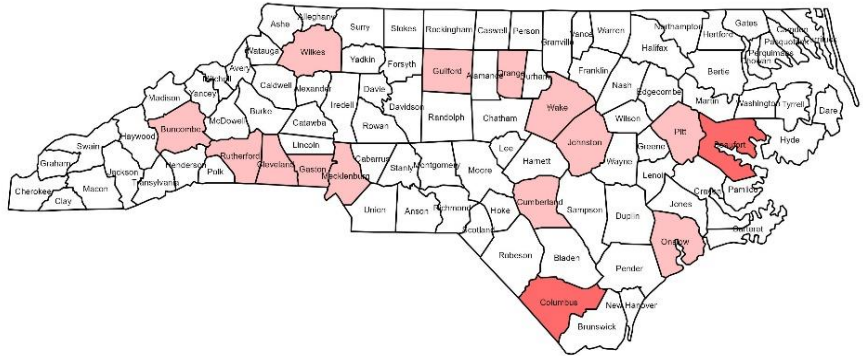 Ashe
Alleghany
Surry
Stokes
Rockingham
Caswell
Person
Granville
Vance
Warren
Northampton
Gates
Camden
Pasquotank
Hertford
Halifax
Watauga
Wilkes
Yadkin
Forsyth
Guilford
Alamance
Orange
Durham
Franklin
Bertie
Perquimans
Chowan
Avery
Mitchell
Yancey
Madison
Caldwell
Alexander
Iredell
Davie
Davidson
Nash
Edgecombe
Martin
Washington
Tyrrell
Dare
Burke
McDowell
Catawba
Rowan
Randolph
Chatham
Wake
Wilson
Pitt
Beaufort
Hyde
Buncombe
Haywood
Swain
Graham
Lincoln
Cabarrus
Stanly
Montgomery
Moore
Lee
Harnett
Johnston
Wayne
Greene
Rutherford
Cleveland
Gaston
Mecklenburg
Henderson
Polk
Transylvania
Jackson
Macon
Cherokee
Clay
Lenoir
Craven
Pamlico
Jones
Carteret
Union
Anson
Richmond
Hoke
Scotland
Cumberland
Sampson
Duplin
Onslow
Robeson
Bladen
Pender
Columbus
New Hanover
Brunswick